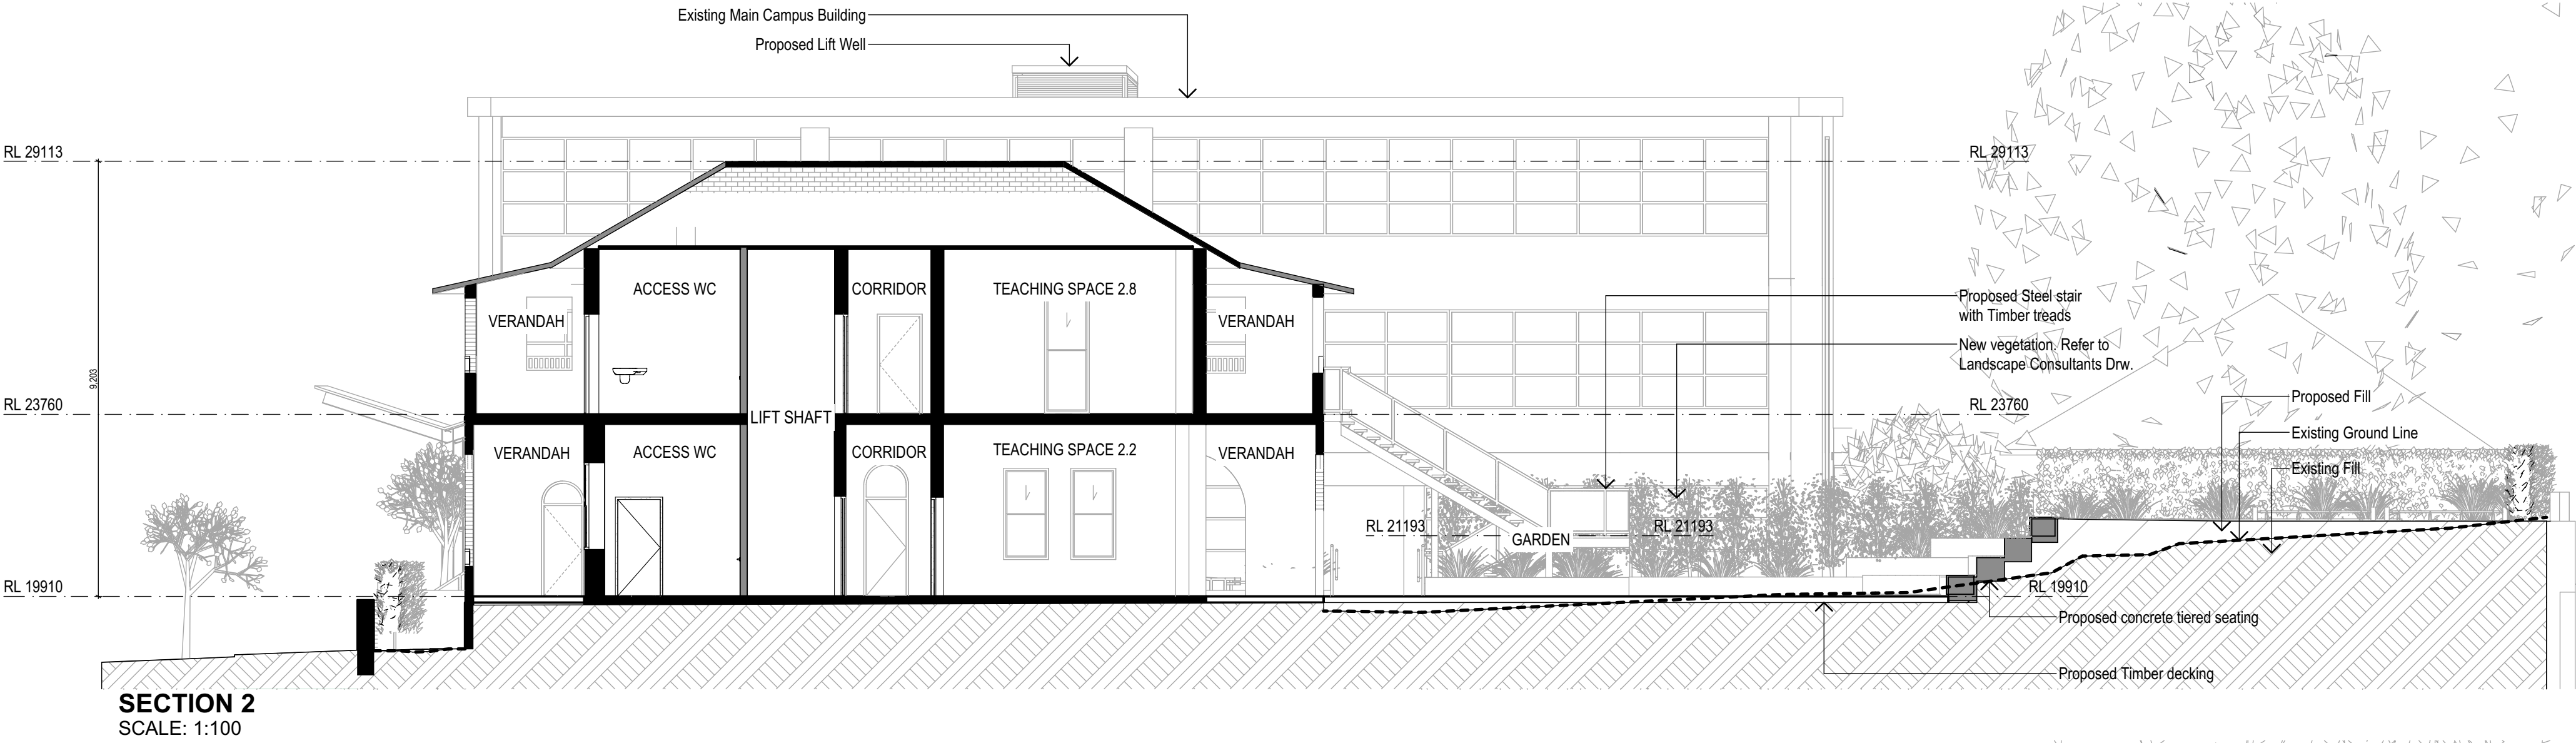 Existing Main Campus Building
Proposed Lift Well
RL 29113
RL 29113
ACCESS WC
CORRIDOR
TEACHING SPACE 2.8
VERANDAH
VERANDAH
Proposed Steel stair
with Timber treads
New vegetation. Refer to
Landscape Consultants Drw.
9.203
RL 23760
RL 23760
LIFT SHAFT
Proposed Fill
Existing Ground Line
Existing Fill
VERANDAH
ACCESS WC
CORRIDOR
TEACHING SPACE 2.2
VERANDAH
RL 21193
RL 21193
GARDEN
RL 19910
RL 19910
Proposed concrete tiered seating
Proposed Timber decking
SECTION 2
SCALE: 1:100